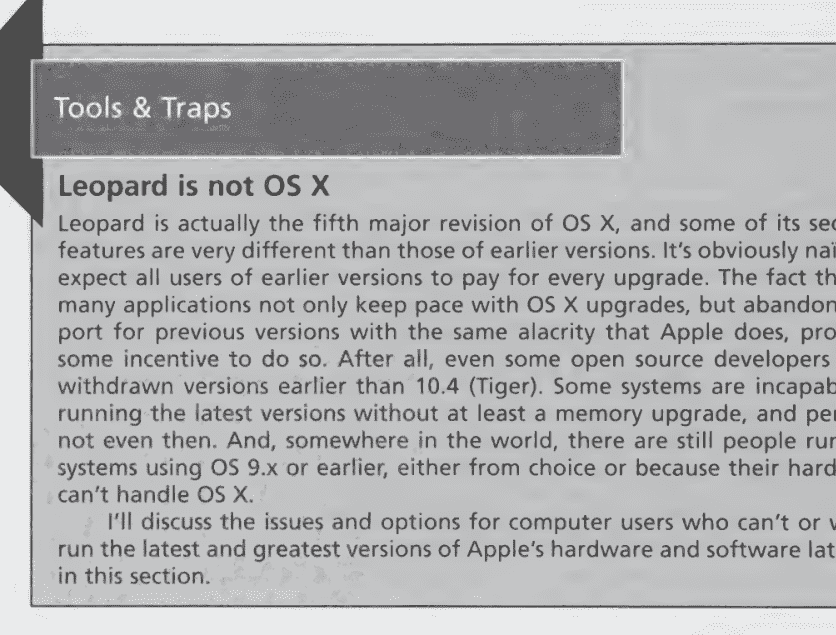 Tools & Traps
Leopard is not OS X
Leopard is actually the fifth major revision of OS X, and some of its sec
features are very different than those of earlier versions. It's obviously naï
expect all users of earlier versions to pay for every upgrade. The fact th
many applications not only keep pace with OS X upgrades, but abandon
port for previous versions with the same alacrity that Apple does, pro
some incentive to do so. After all, even some open source developers
withdrawn versions earlier than 10.4 (Tiger). Some systems are incapab
running the latest versions without at least a memory upgrade, and per
not even then. And, somewhere in the world, there are still people run
systems using OS 9.x or earlier, either from choice or because their hard
can't handle OS X.
I'll discuss the issues and options for computer users who can't or w
run the latest and greatest versions of Apple's hardware and software lat
in this section.